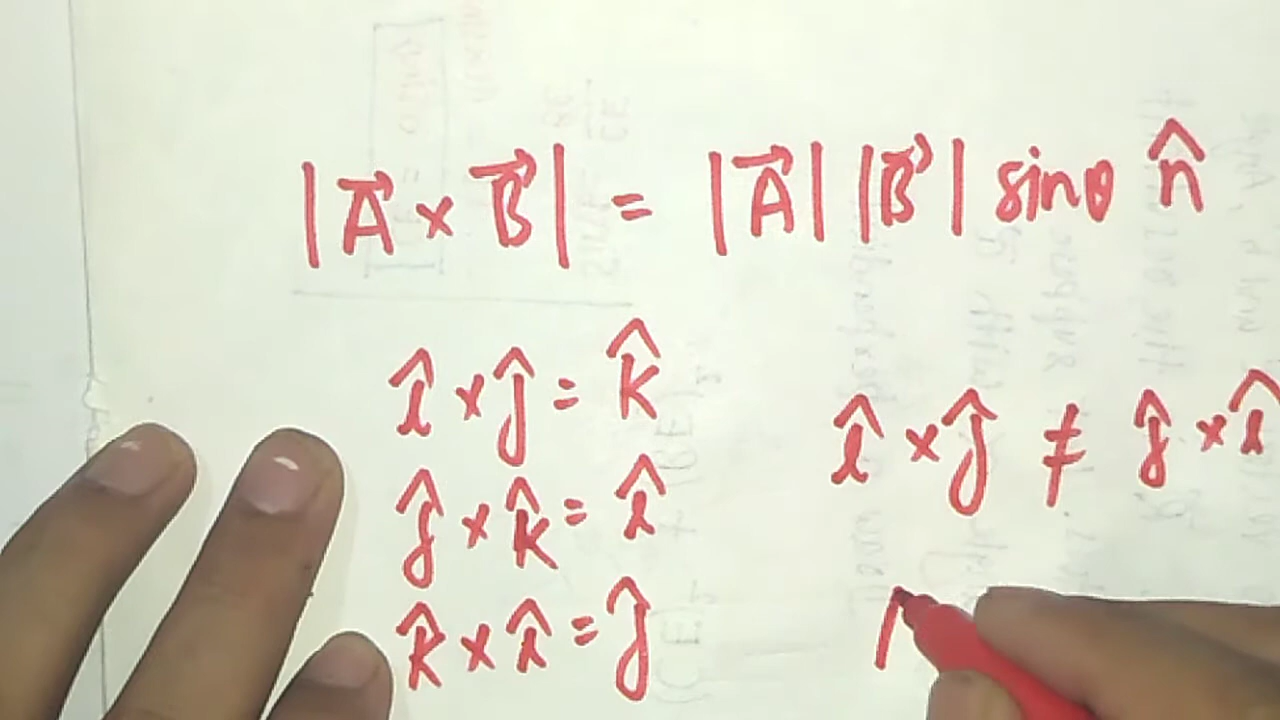 |A⃗ × B⃗| = |A⃗| |B⃗| sinθ n̂
î × ĵ = k̂
ĵ × k̂ = î
k̂ × î = ĵ
î × ĵ ≠ ĵ × î